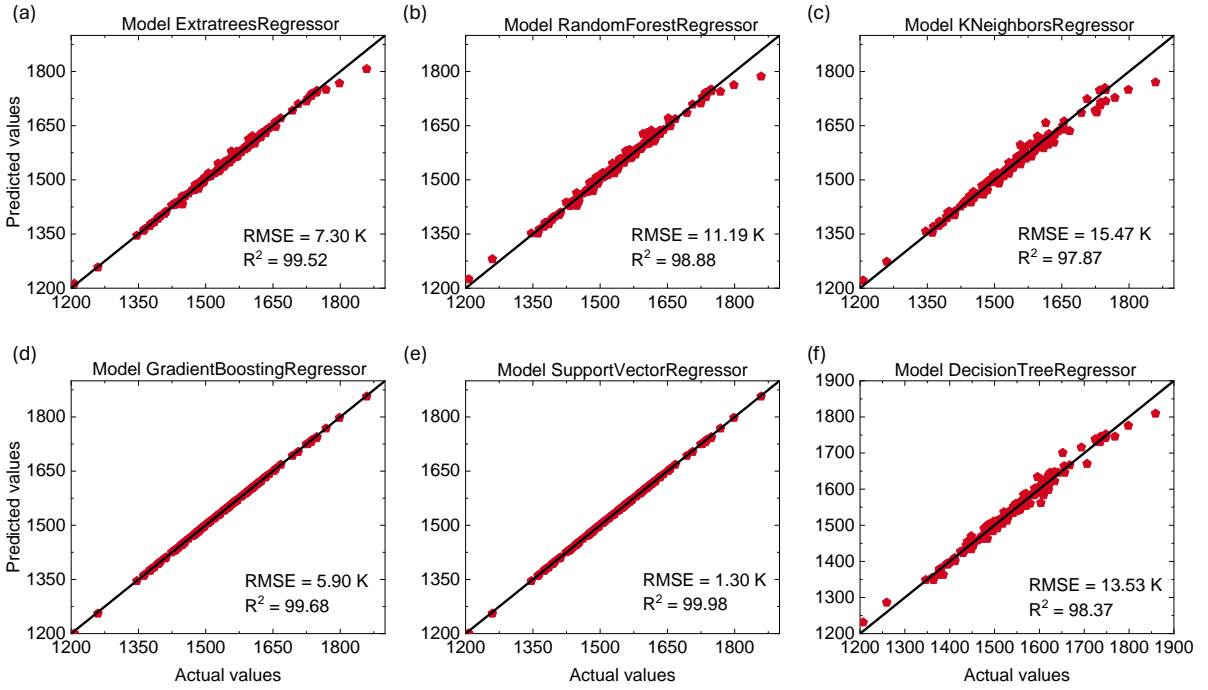 (a)
Model ExtratreesRegressor
Predicted values
1800
1650
1500
1350
1200
1200 1350 1500 1650 1800
RMSE = 7.30 K
R² = 99.52
(b)
Model RandomForestRegressor
1800
1650
1500
1350
1200
1200 1350 1500 1650 1800
RMSE = 11.19 K
R² = 98.88
(c)
Model KNeighborsRegressor
1800
1650
1500
1350
1200
1200 1350 1500 1650 1800
RMSE = 15.47 K
R² = 97.87
(d)
Model GradientBoostingRegressor
Predicted values
1800
1650
1500
1350
1200
1200 1350 1500 1650 1800
Actual values
RMSE = 5.90 K
R² = 99.68
(e)
Model SupportVectorRegressor
1800
1650
1500
1350
1200
1200 1350 1500 1650 1800
Actual values
RMSE = 1.30 K
R² = 99.98
(f)
Model DecisionTreeRegressor
1900
1800
1700
1600
1500
1400
1300
1200
1200 1300 1400 1500 1600 1700 1800 1900
Actual values
RMSE = 13.53 K
R² = 98.37